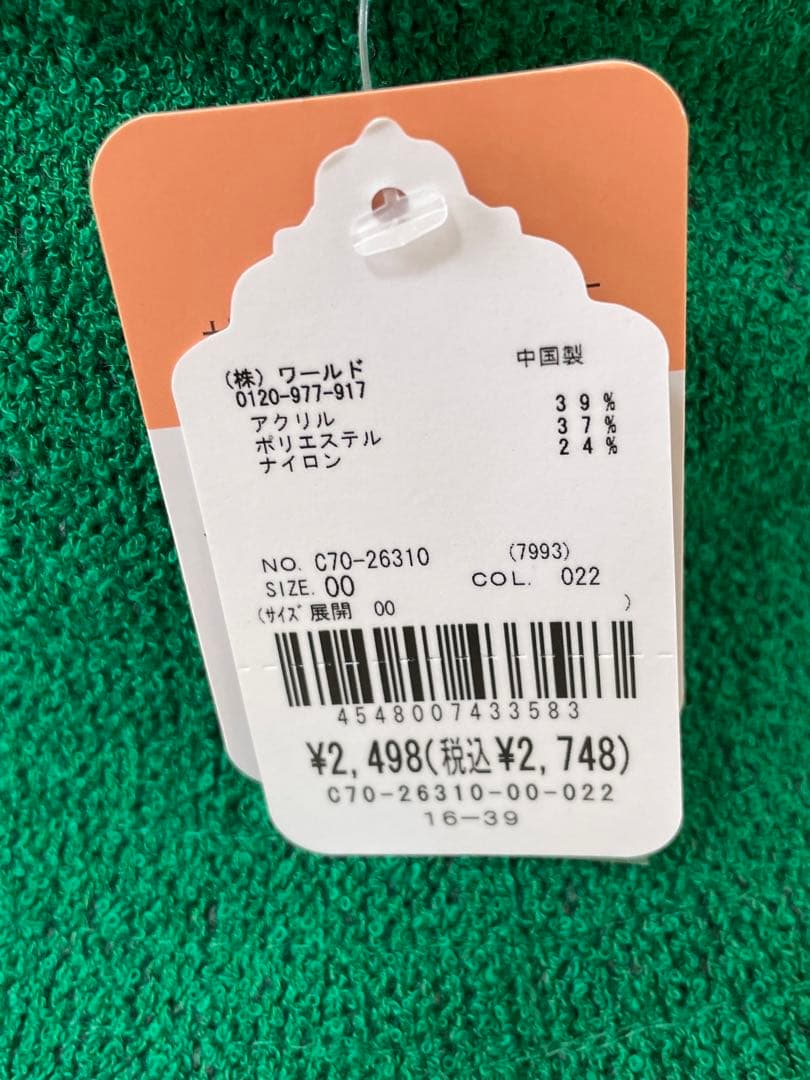 (株)ワールド 中国製
0120-977-917
アクリル 39%
ポリエステル 37%
ナイロン 24%
NO. C70-26310 (7993)
SIZE. 00 COL. 022
(サイズ展開 00 )
4548007433583
¥2,498(税込¥2,748)
C70-26310-00-022
16-39